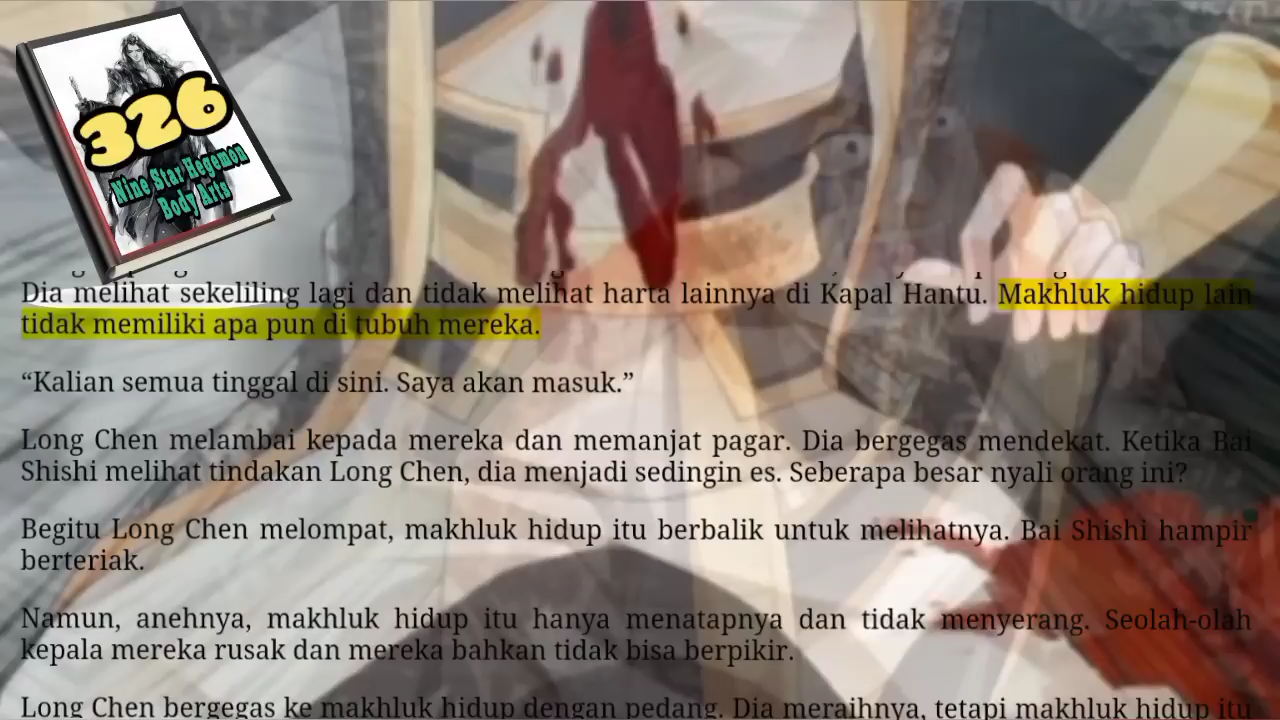 326
Nine Star Hegemon
Body Arts
Dia melihat sekeliling lagi dan tidak melihat harta lainnya di Kapal Hantu. Makhluk hidup lain
tidak memiliki apa pun di tubuh mereka.
“Kalian semua tinggal di sini. Saya akan masuk.”
Long Chen melambai kepada mereka dan memanjat pagar. Dia bergegas mendekat. Ketika Bai
Shishi melihat tindakan Long Chen, dia menjadi sedingin es. Seberapa besar nyali orang ini?
Begitu Long Chen melompat, makhluk hidup itu berbalik untuk melihatnya. Bai Shishi hampir
berteriak.
Namun, anehnya, makhluk hidup itu hanya menatapnya dan tidak menyerang. Seolah-olah
kepala mereka rusak dan mereka bahkan tidak bisa berpikir.
Long Chen bergegas ke makhluk hidup dengan pedang. Dia meraihnya, tetapi makhluk hidup itu